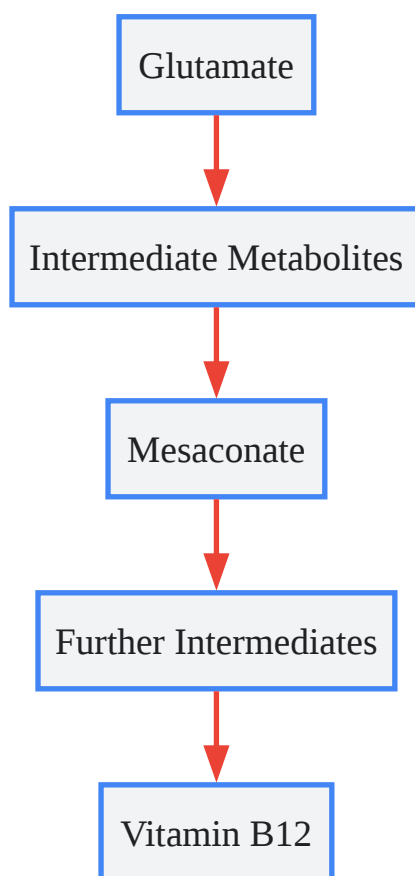 Glutamate
Intermediate Metabolites
Mesaconate
Further Intermediates
Vitamin B12